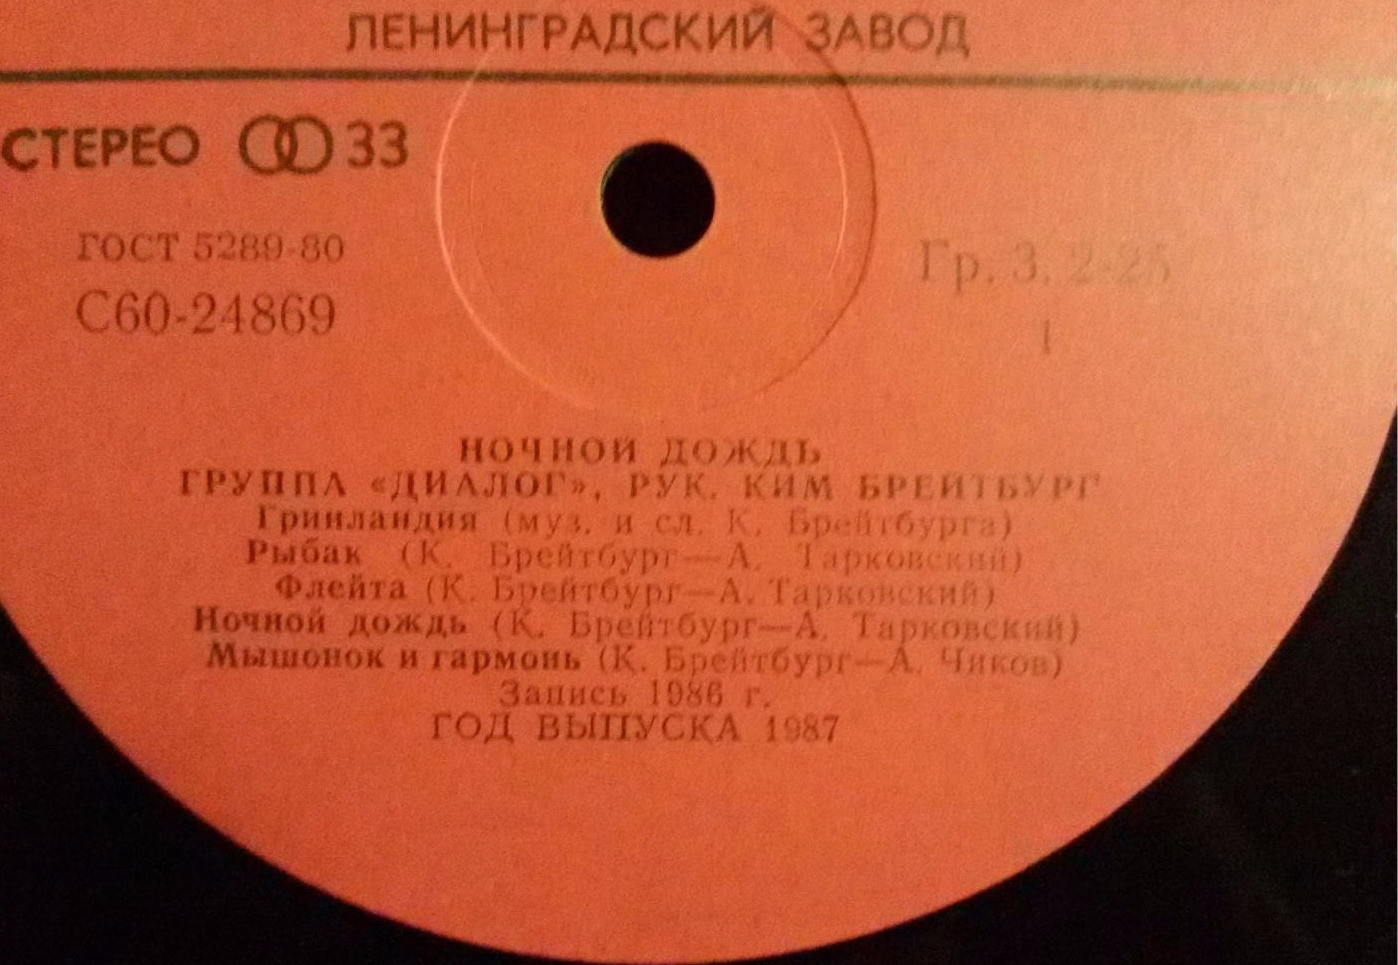 ЛЕНИНГРАДСКИЙ ЗАВОД
СТЕРЕО 33
ГОСТ 5289-80
С60-24869
Гр. 3. 2-25
1
НОЧНОЙ ДОЖДЬ
ГРУППА «ДИАЛОГ», РУК. КИМ БРЕЙТБУРГ
Гринландия (муз. и сл. К. Брейтбурга)
Рыбак (К. Брейтбург—А. Тарковский)
Флейта (К. Брейтбург—А. Тарковский)
Ночной дождь (К. Брейтбург—А. Тарковский)
Мышонок и гармонь (К. Брейтбург—А. Чиков)
Запись 1986 г.
ГОД ВЫПУСКА 1987